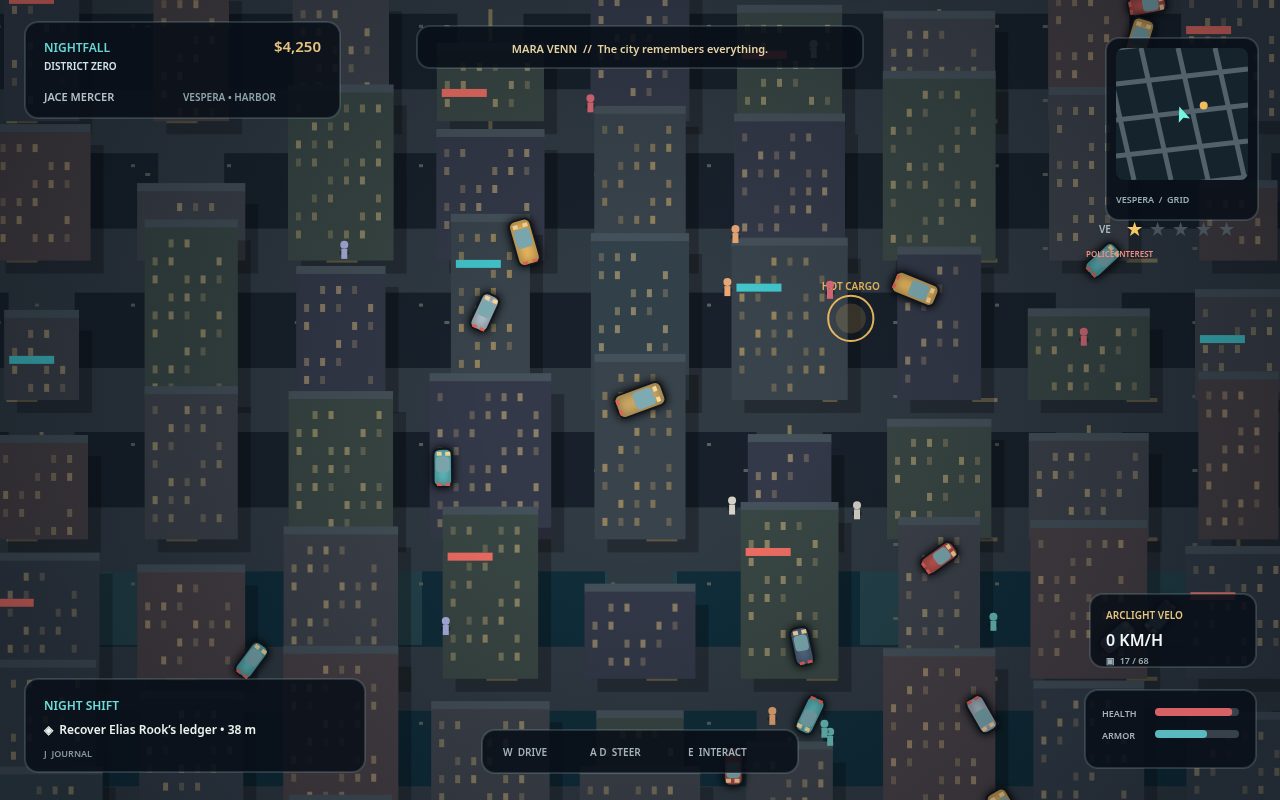 NIGHTFALL $4,250
DISTRICT ZERO
JACE MERCER VESPERA • HARBOR
MARA VENN // The city remembers everything.
VESPERA / GRID
VE
POLICE INTEREST
HOT CARGO
ARCLIGHT VELO
0 KM/H
17 / 68
NIGHT SHIFT
◈ Recover Elias Rook’s ledger • 38 m
J JOURNAL
W DRIVE A D STEER E INTERACT
HEALTH
ARMOR